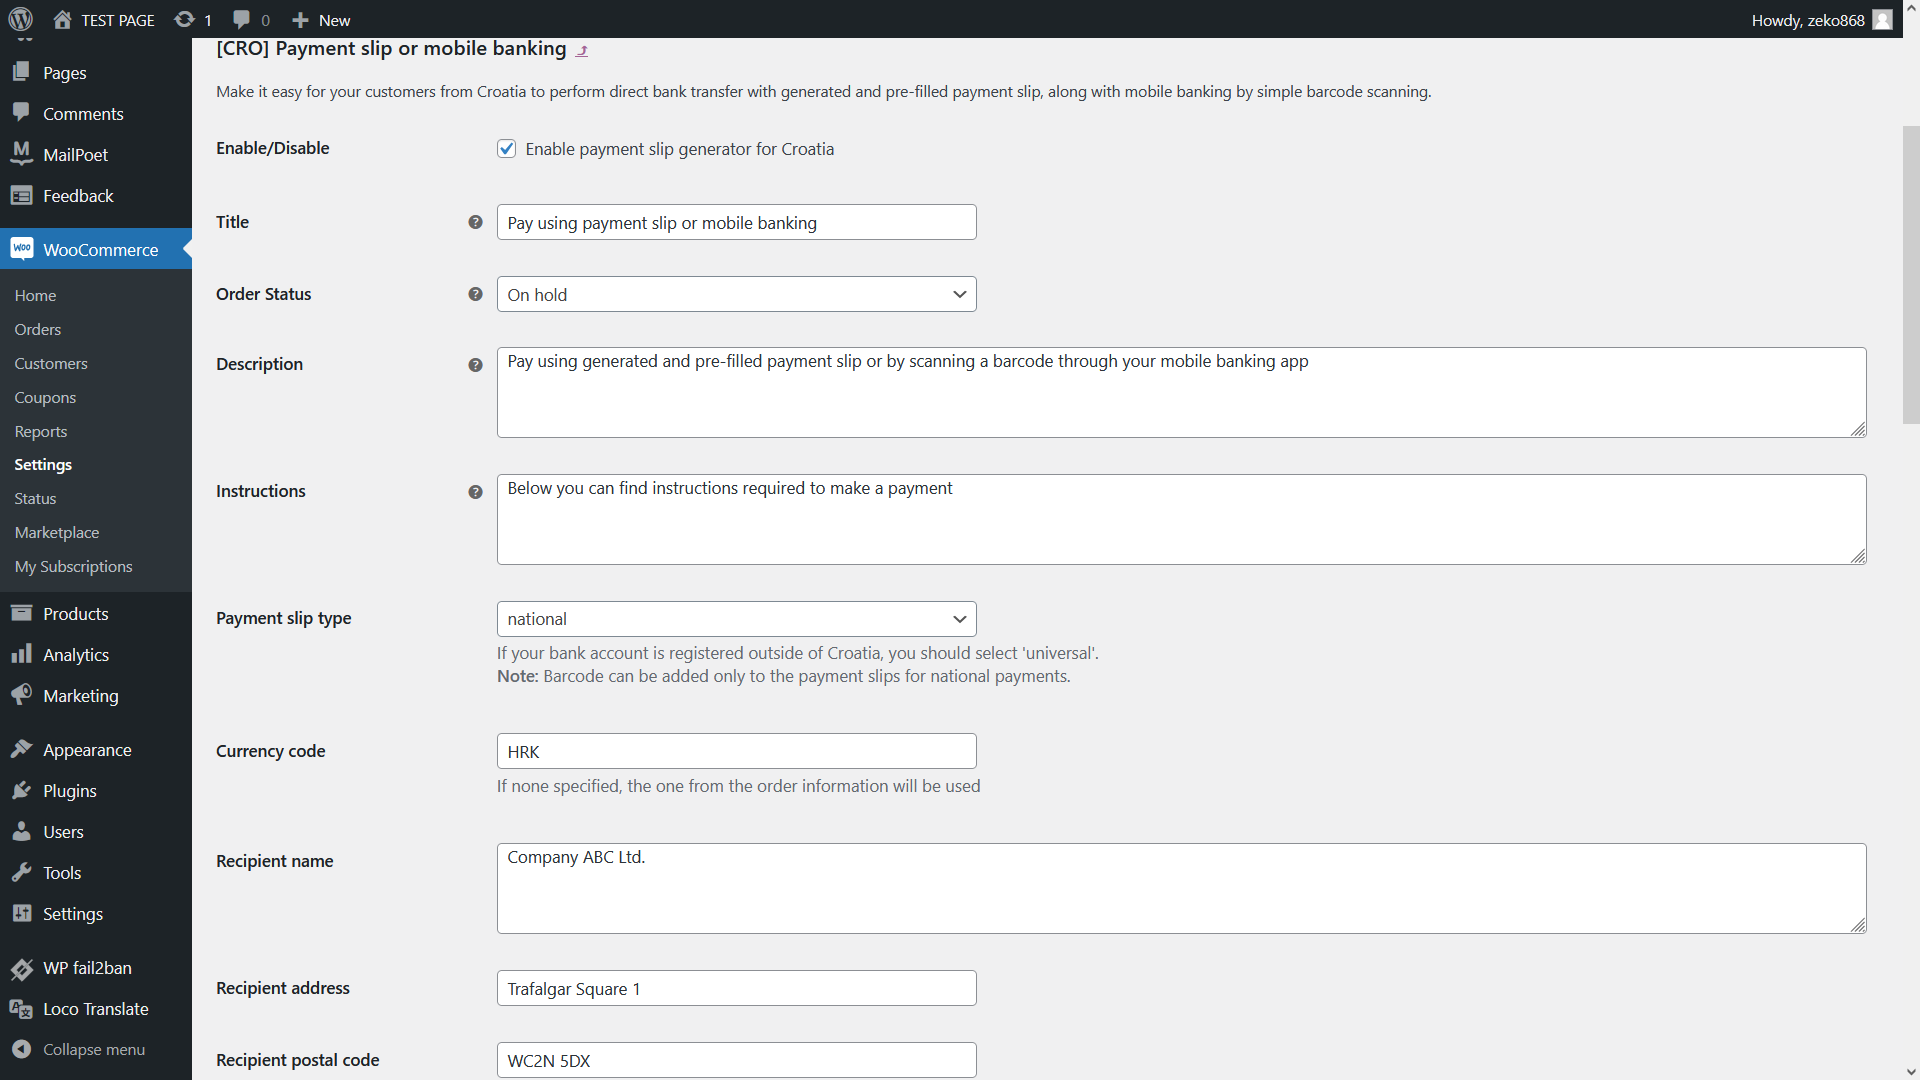 TEST PAGE
1
0
New
Howdy, zeko868
Pages
Comments
MailPoet
Feedback
WooCommerce
Home
Orders
Customers
Coupons
Reports
Settings
Status
Marketplace
My Subscriptions
Products
Analytics
Marketing
Appearance
Plugins
Users
Tools
Settings
WP fail2ban
Loco Translate
Collapse menu
[CRO] Payment slip or mobile banking ⤴
Make it easy for your customers from Croatia to perform direct bank transfer with generated and pre-filled payment slip, along with mobile banking by simple barcode scanning.
Enable/Disable
Enable payment slip generator for Croatia
Title
Pay using payment slip or mobile banking
Order Status
On hold
Description
Pay using generated and pre-filled payment slip or by scanning a barcode through your mobile banking app
Instructions
Below you can find instructions required to make a payment
Payment slip type
national
If your bank account is registered outside of Croatia, you should select 'universal'.
Note: Barcode can be added only to the payment slips for national payments.
Currency code
HRK
If none specified, the one from the order information will be used
Recipient name
Company ABC Ltd.
Recipient address
Trafalgar Square 1
Recipient postal code
WC2N 5DX